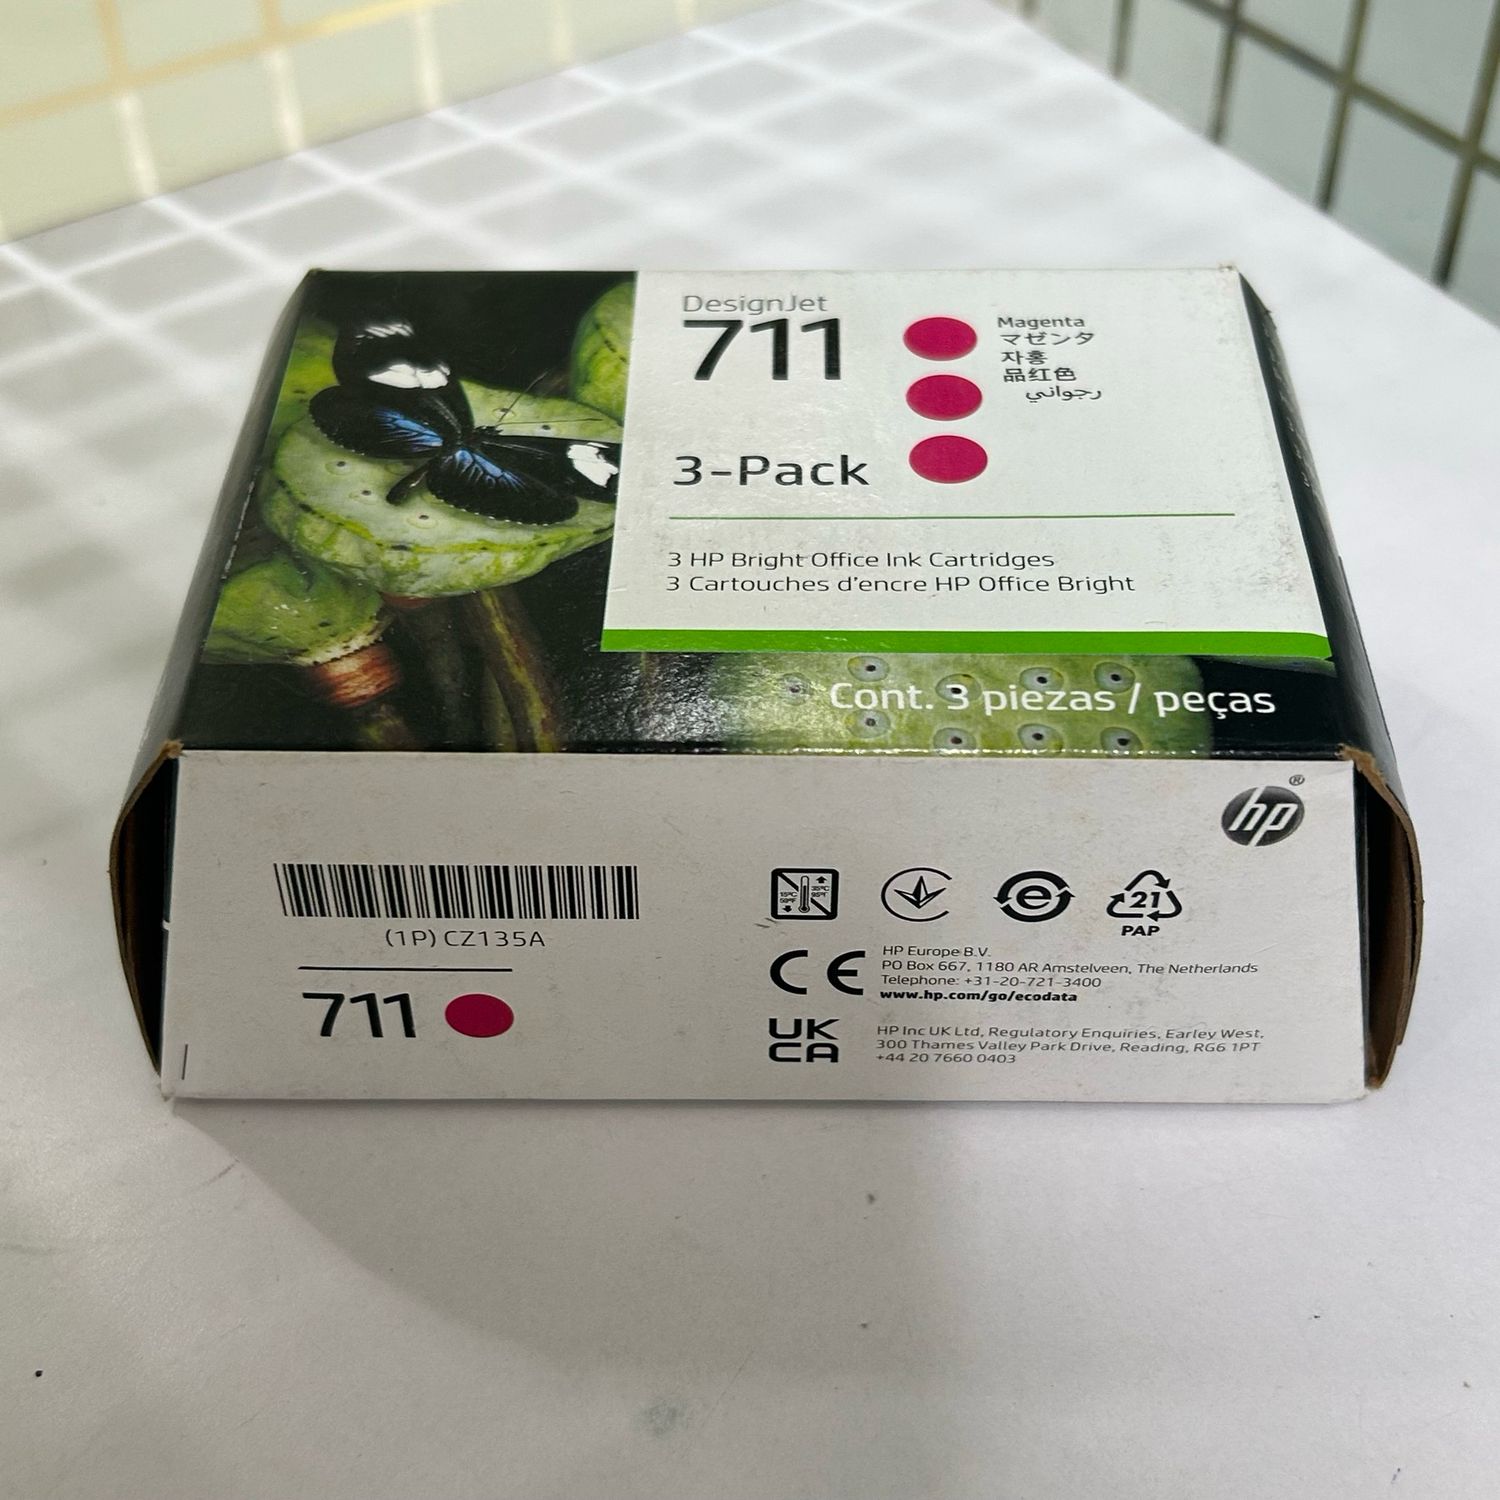 DesignJet
711
Magenta
マゼンタ
자홍
品红色
رجواني
3-Pack
3 HP Bright Office Ink Cartridges
3 Cartouches d'encre HP Office Bright
Cont. 3 piezas / peças
hp®
(1P) CZ135A
711
15ºC
59ºF
35ºC
95ºF
e
21
PAP
CE
HP Europe B.V.
PO Box 667, 1180 AR Amstelveen, The Netherlands
Telephone: +31-20-721-3400
www.hp.com/go/ecodata
UK
CA
HP Inc UK Ltd, Regulatory Enquiries, Earley West,
300 Thames Valley Park Drive, Reading, RG6 1PT
+44 20 7660 0403